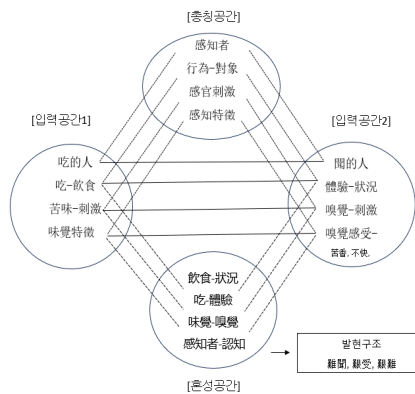 [총칭공간]
感知者
行為-對象
感官刺激
感知特徵
[입력공간1]
吃的人
吃-飮食
苦味-刺激
味覺特徵
[입력공간2]
聞的人
體驗-狀況
嗅覺-刺激
嗅覺感受-
苦香, 不快,
飮食-狀況
吃-體驗
味覺-嗅覺
感知者-認知
[혼성공간]
발현구조
難聞, 艱受, 艱難